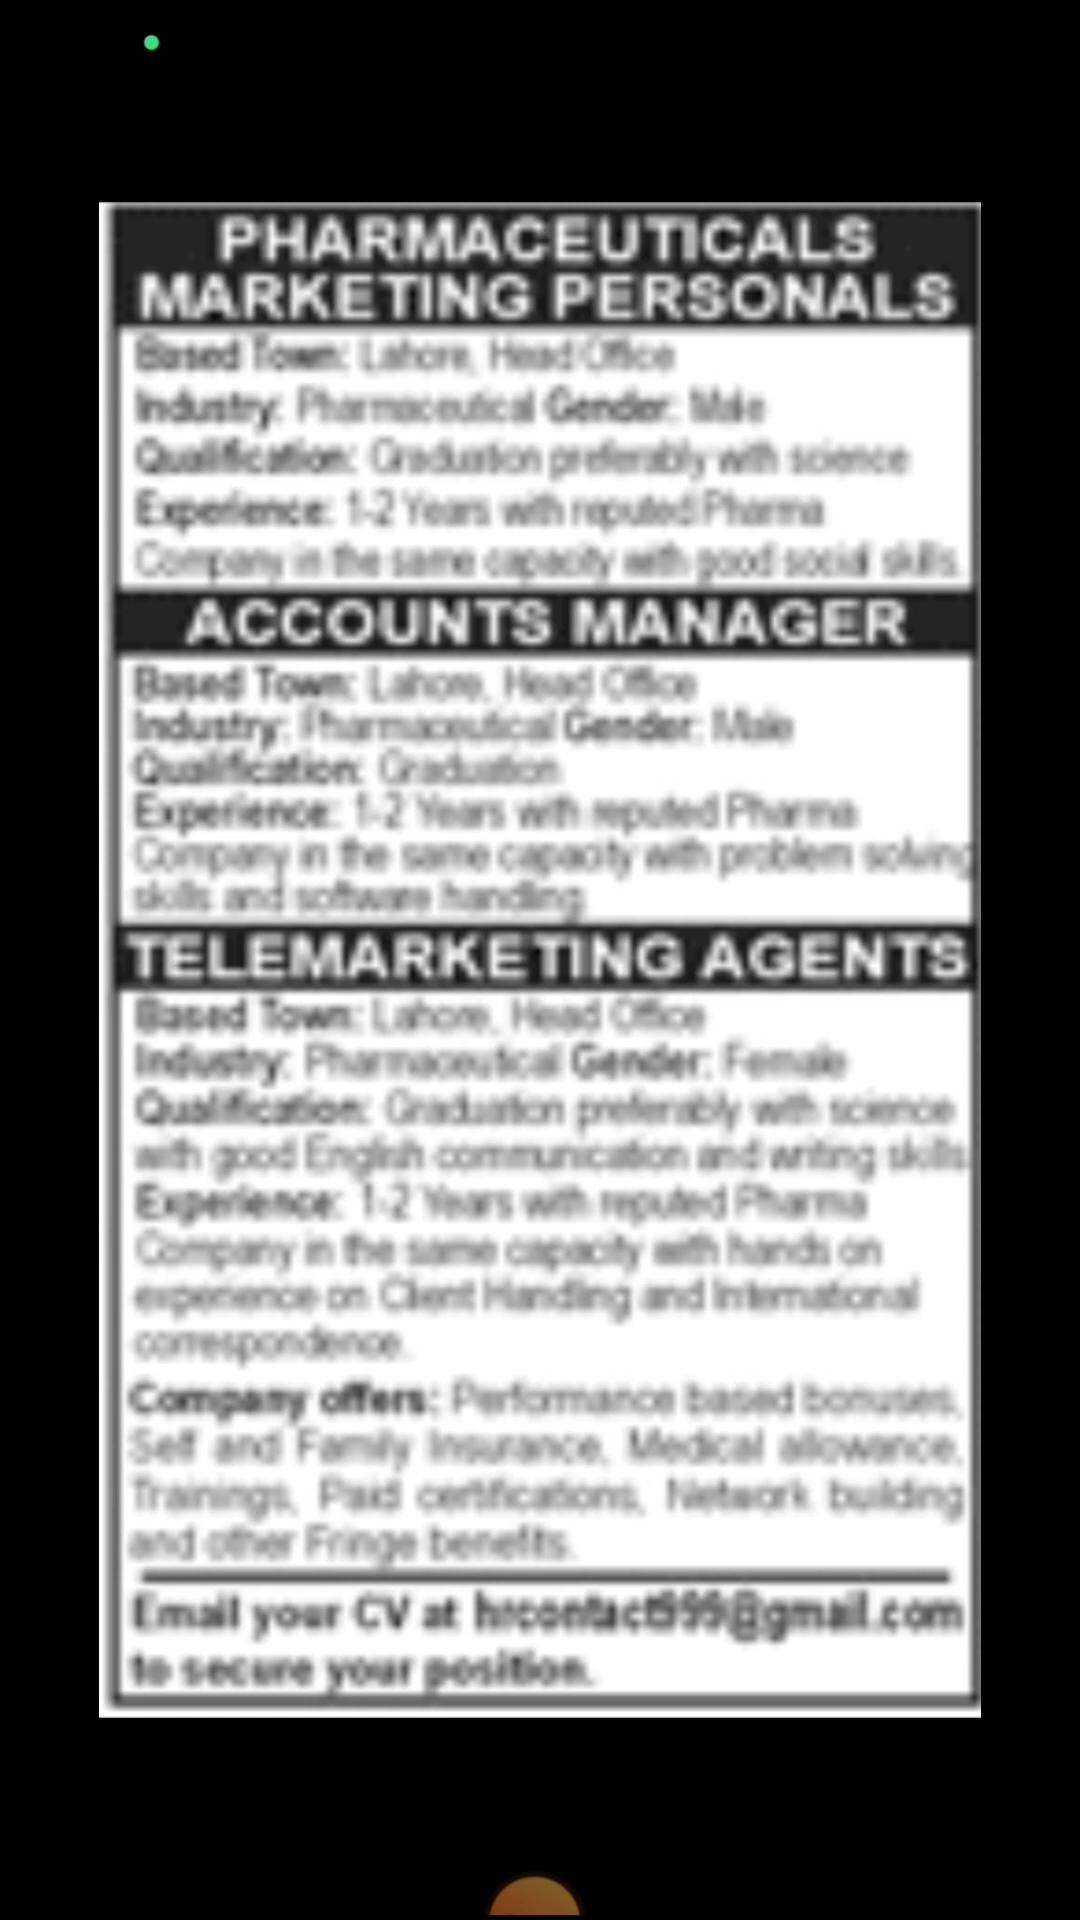 PHARMACEUTICALS
MARKETING PERSONALS
Based Town: Lahore, Head Office
Industry: Pharmaceutical Gender: Male
Qualification: Graduation preferably with science
Experience: 1-2 Years with reputed Pharma
Company in the same capacity with good social skills.
ACCOUNTS MANAGER
Based Town: Lahore, Head Office
Industry: Pharmaceutical Gender: Male
Qualification: Graduation
Experience: 1-2 Years with reputed Pharma
Company in the same capacity with problem solving
skills and software handling
TELEMARKETING AGENTS
Based Town: Lahore, Head Office
Industry: Pharmaceutical Gender: Female
Qualification: Graduation preferably with science
with good English communication and writing skills.
Experience: 1-2 Years with reputed Pharma
Company in the same capacity with hands on
experience on Client Handling and International
correspondence.
Company offers: Performance based bonuses,
Self and Family Insurance, Medical allowance,
Trainings, Paid certifications, Network building
and other Fringe benefits.
Email your CV at hrcontact999@gmail.com
to secure your position.